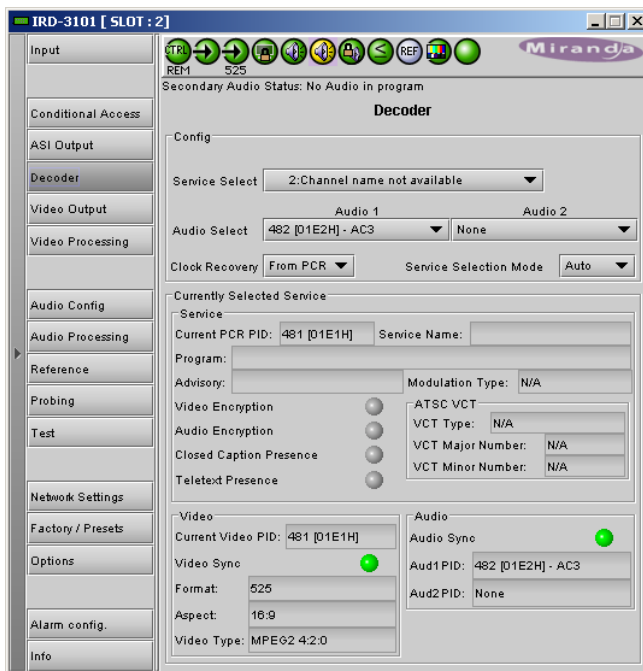 IRD-3101 [ SLOT : 2]
Input
Conditional Access
ASI Output
Decoder
Video Output
Video Processing
Audio Config
Audio Processing
Reference
Probing
Test
Network Settings
Factory / Presets
Options
Alarm config.
Info
CTRL
REF
Miranda
REM
525
Secondary Audio Status: No Audio in program
Decoder
Config
Service Select 2:Channel name not available
Audio 1 Audio 2
Audio Select 482 [01E2H] - AC3 None
Clock Recovery From PCR Service Selection Mode Auto
Currently Selected Service
Service
Current PCR PID: 481 [01E1H] Service Name:
Program:
Advisory: Modulation Type: N/A
Video Encryption
Audio Encryption
Closed Caption Presence
Teletext Presence
ATSC VCT
VCT Type: N/A
VCT Major Number: N/A
VCT Minor Number: N/A
Video
Current Video PID: 481 [01E1H]
Video Sync
Format: 525
Aspect: 16:9
Video Type: MPEG2 4:2:0
Audio
Audio Sync
Aud1PID: 482 [01E2H] - AC3
Aud2PID: None